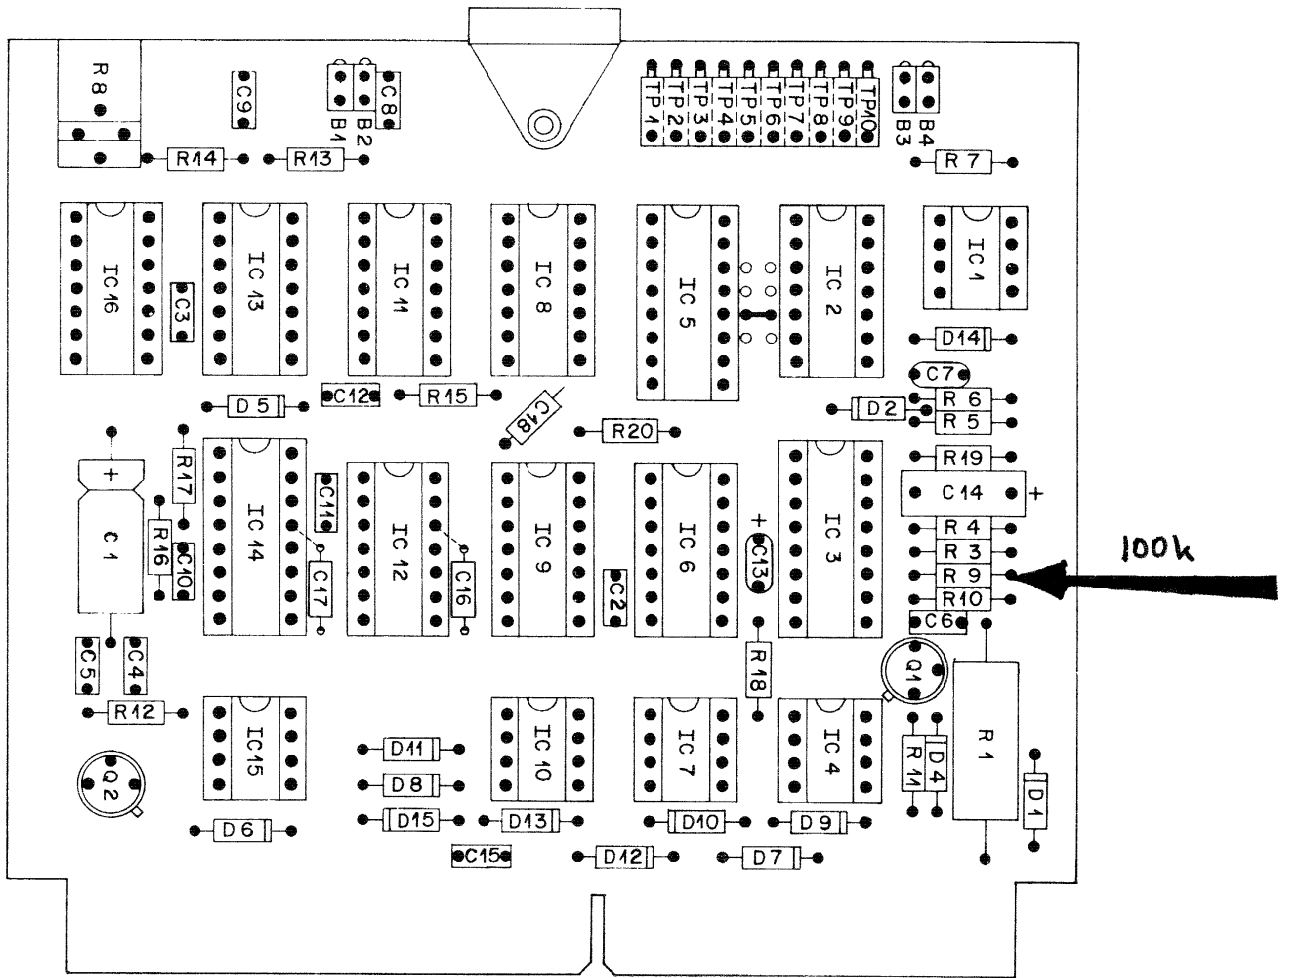 R8
C9
B1
B2
C8
TP1
TP2
TP3
TP4
TP5
TP6
TP7
TP8
TP9
TP10
B3
B4
R14
R13
R7
IC16
C3
IC13
IC11
IC8
IC5
IC2
IC1
D14
C7
D5
C12
R15
C18
R20
D2
R6
R5
R19
+
C1
R17
R16
C10
IC14
C11
C17
IC12
C16
IC9
C2
IC6
+
C13
IC3
C14 +
R4
R3
100k
R9
R10
C6
C5
C4
R12
R18
Q1
Q2
IC15
D11
D8
D15
IC10
IC7
IC4
R11
D4
R1
D1
D6
D13
D10
D9
C15
D12
D7